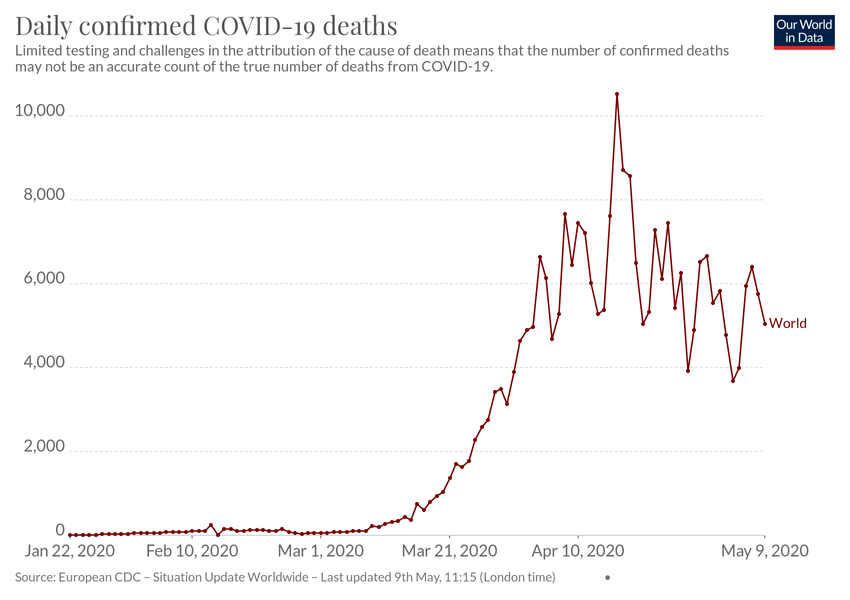 Daily confirmed COVID-19 deaths
Our World
in Data
Limited testing and challenges in the attribution of the cause of death means that the number of confirmed deaths
may not be an accurate count of the true number of deaths from COVID-19.
10,000
8,000
6,000
World
4,000
2,000
0
Jan 22, 2020 Feb 10, 2020 Mar 1, 2020 Mar 21, 2020 Apr 10, 2020 May 9, 2020
Source: European CDC – Situation Update Worldwide – Last updated 9th May, 11:15 (London time) •